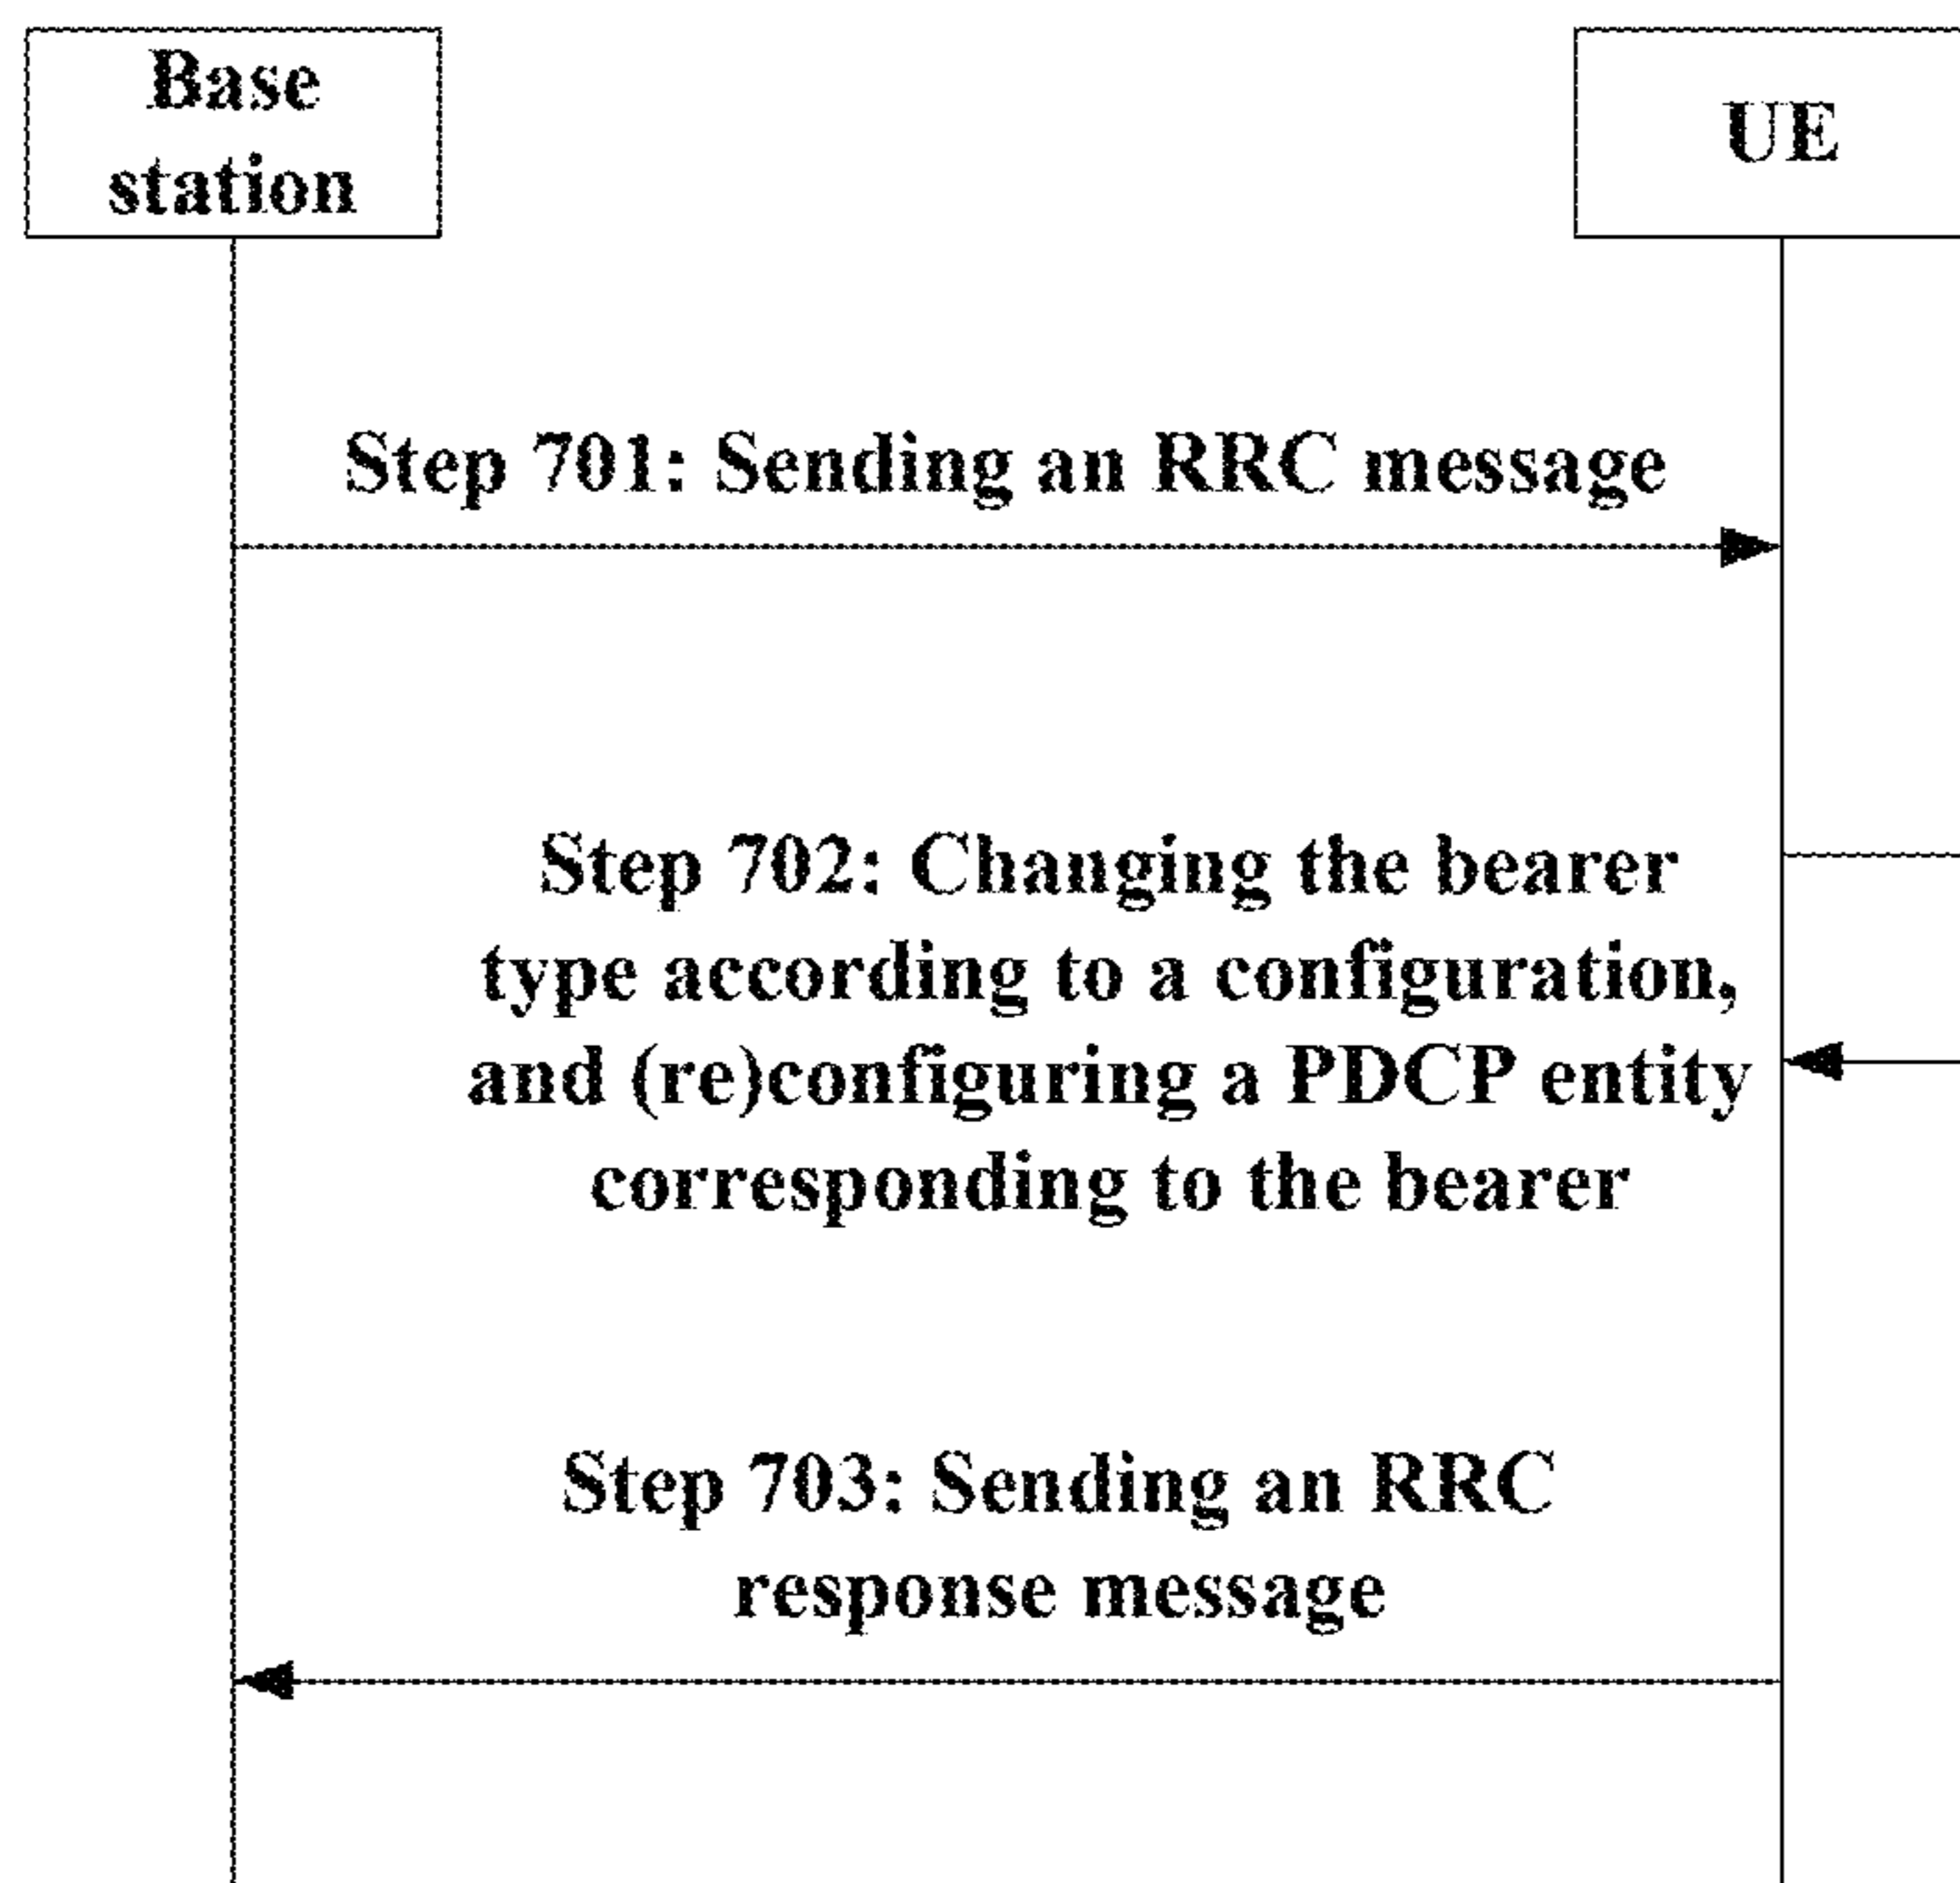 Base
station
UE
Step 701: Sending an RRC message
Step 702: Changing the bearer
type according to a configuration,
and (re)configuring a PDCP entity
corresponding to the bearer
Step 703: Sending an RRC
response message